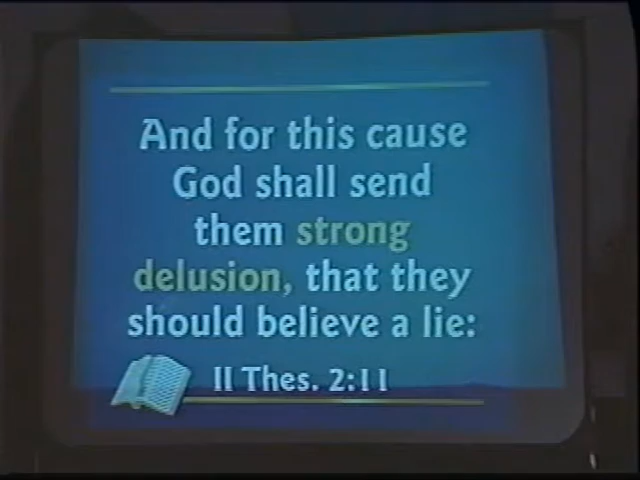 And for this cause
God shall send
them strong
delusion, that they
should believe a lie:
II Thes. 2:11